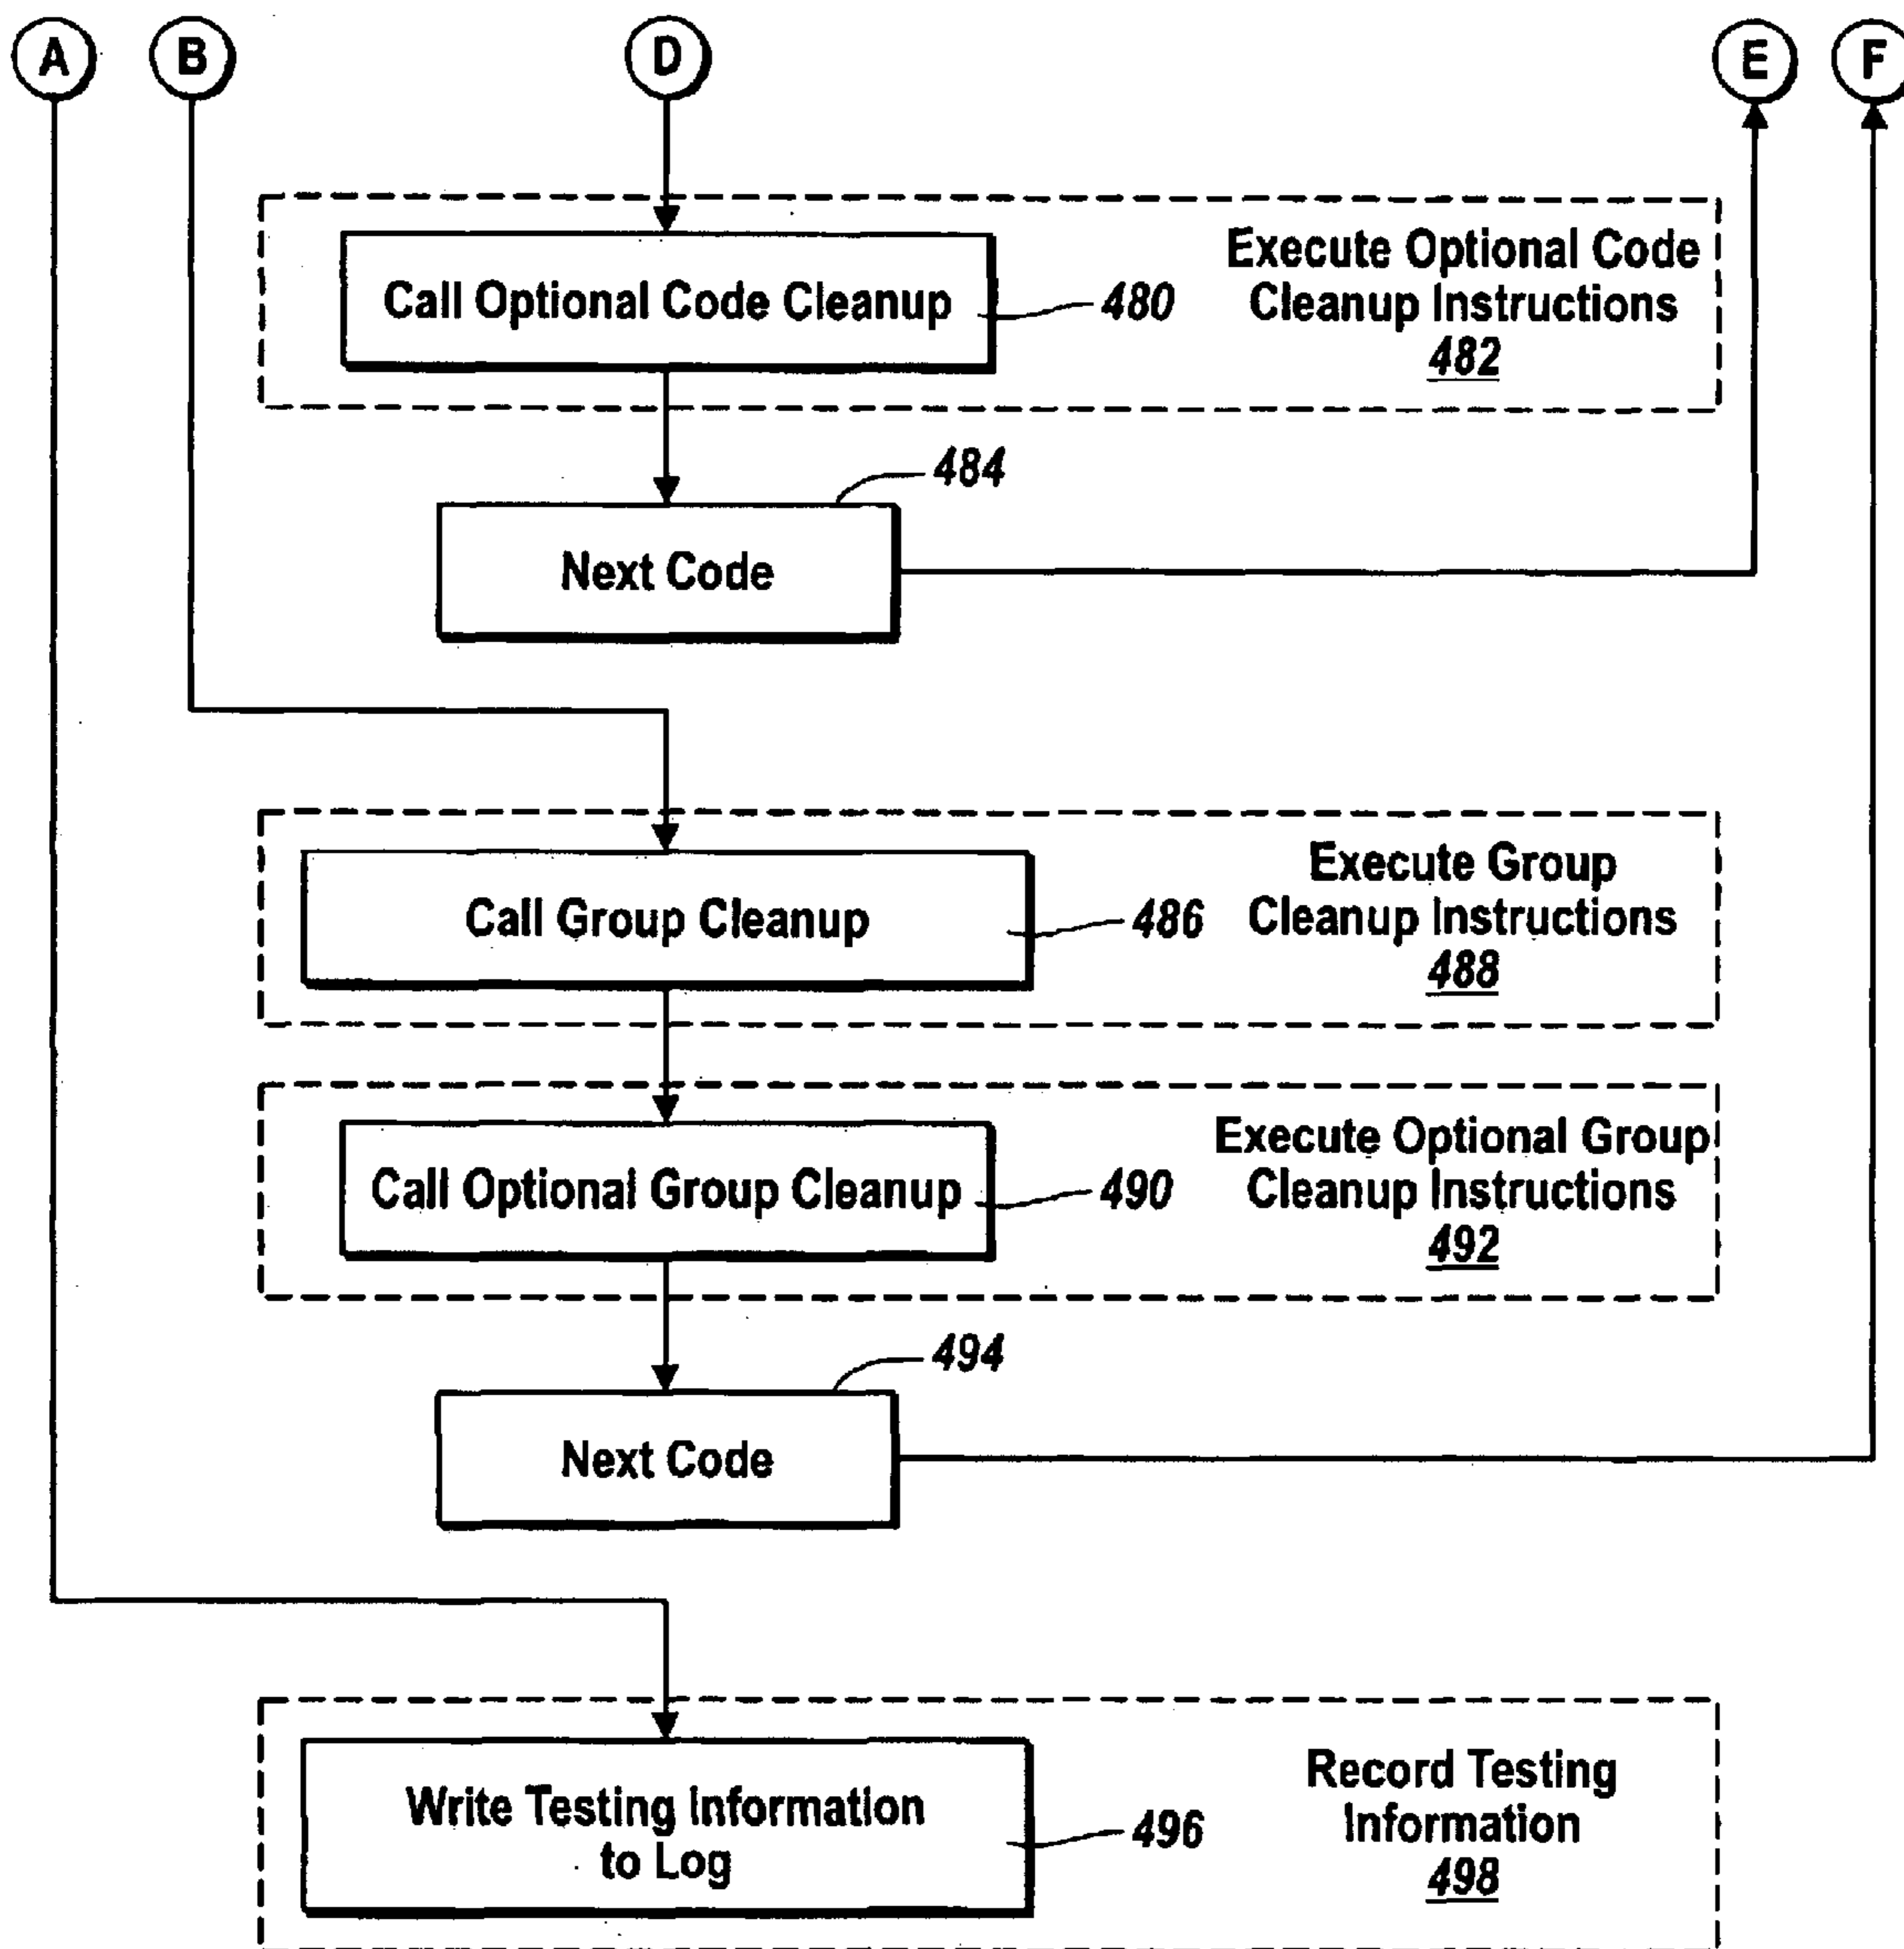 A B D E F
Call Optional Code Cleanup
480
Execute Optional Code
Cleanup Instructions
482
484
Next Code
Call Group Cleanup
486
Execute Group
Cleanup Instructions
488
Call Optional Group Cleanup
490
Execute Optional Group
Cleanup Instructions
492
494
Next Code
Write Testing Information
to Log
496
Record Testing
Information
498